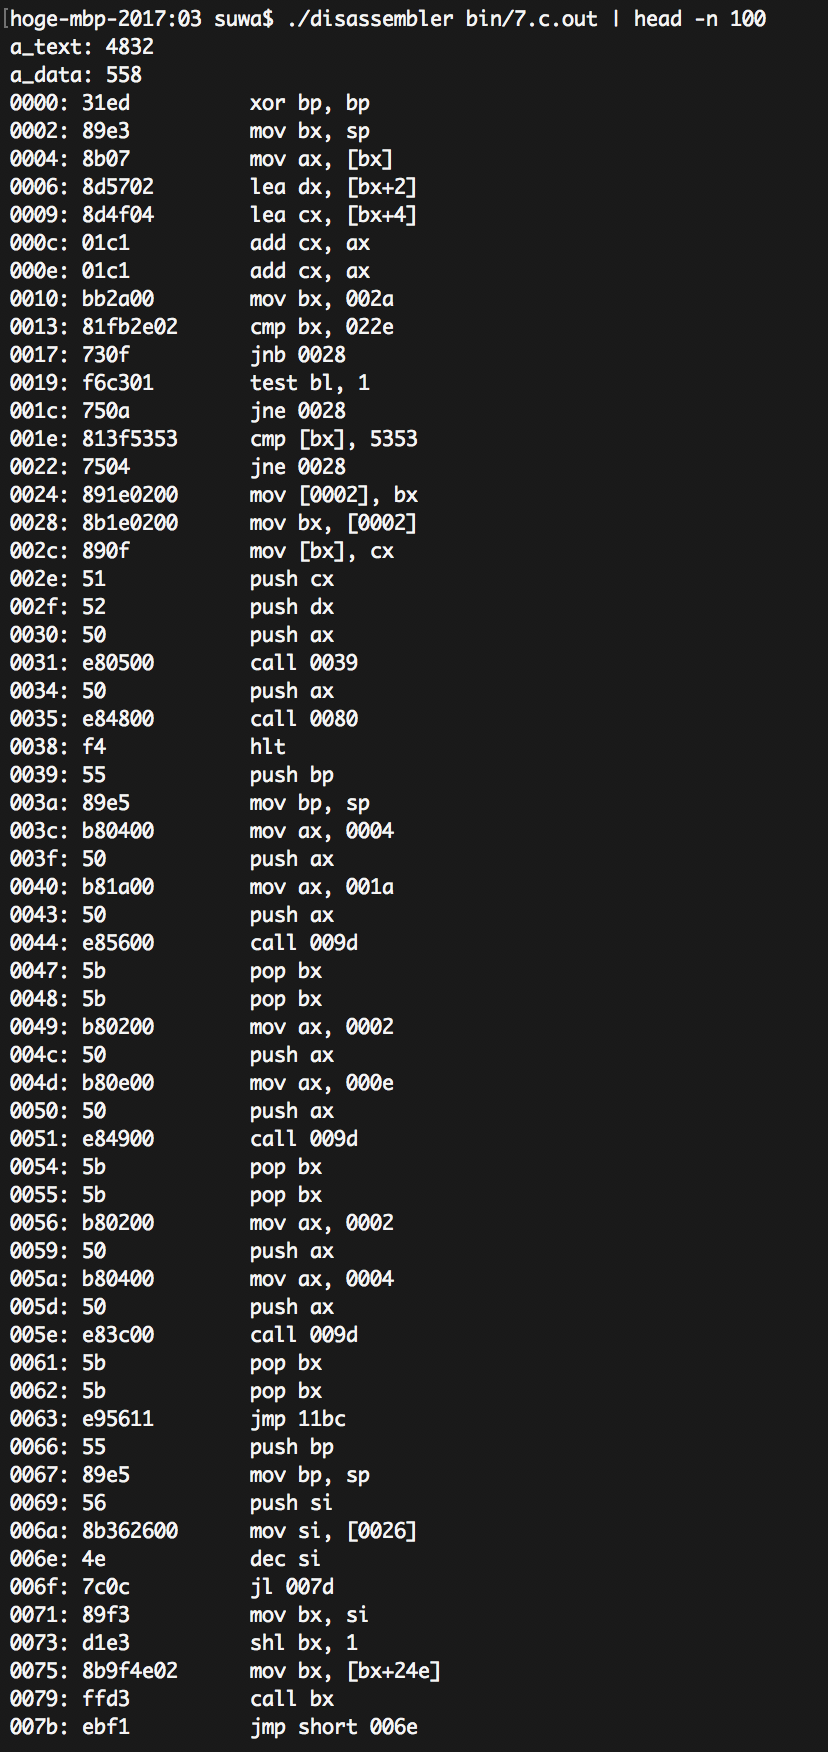 [hoge-mbp-2017:03 suwa$ ./disassembler bin/7.c.out | head -n 100
a_text: 4832
a_data: 558
0000: 31ed          xor bp, bp
0002: 89e3          mov bx, sp
0004: 8b07          mov ax, [bx]
0006: 8d5702        lea dx, [bx+2]
0009: 8d4f04        lea cx, [bx+4]
000c: 01c1          add cx, ax
000e: 01c1          add cx, ax
0010: bb2a00        mov bx, 002a
0013: 81fb2e02      cmp bx, 022e
0017: 730f          jnb 0028
0019: f6c301        test bl, 1
001c: 750a          jne 0028
001e: 813f5353      cmp [bx], 5353
0022: 7504          jne 0028
0024: 891e0200      mov [0002], bx
0028: 8b1e0200      mov bx, [0002]
002c: 890f          mov [bx], cx
002e: 51            push cx
002f: 52            push dx
0030: 50            push ax
0031: e80500        call 0039
0034: 50            push ax
0035: e84800        call 0080
0038: f4            hlt
0039: 55            push bp
003a: 89e5          mov bp, sp
003c: b80400        mov ax, 0004
003f: 50            push ax
0040: b81a00        mov ax, 001a
0043: 50            push ax
0044: e85600        call 009d
0047: 5b            pop bx
0048: 5b            pop bx
0049: b80200        mov ax, 0002
004c: 50            push ax
004d: b80e00        mov ax, 000e
0050: 50            push ax
0051: e84900        call 009d
0054: 5b            pop bx
0055: 5b            pop bx
0056: b80200        mov ax, 0002
0059: 50            push ax
005a: b80400        mov ax, 0004
005d: 50            push ax
005e: e83c00        call 009d
0061: 5b            pop bx
0062: 5b            pop bx
0063: e95611        jmp 11bc
0066: 55            push bp
0067: 89e5          mov bp, sp
0069: 56            push si
006a: 8b362600      mov si, [0026]
006e: 4e            dec si
006f: 7c0c          jl 007d
0071: 89f3          mov bx, si
0073: d1e3          shl bx, 1
0075: 8b9f4e02      mov bx, [bx+24e]
0079: ffd3          call bx
007b: ebf1          jmp short 006e